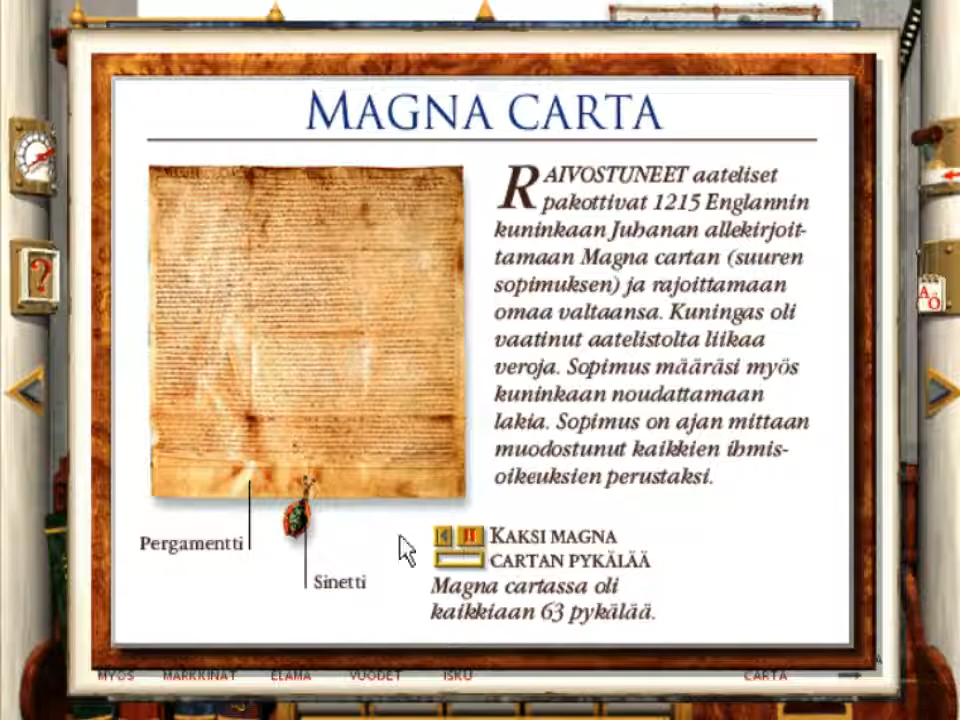 MAGNA CARTA
RAIVOSTUNEET aateliset
pakottivat 1215 Englannin
kuninkaan Juhanan allekirjoit-
tamaan Magna cartan (suuren
sopimuksen) ja rajoittamaan
omaa valtaansa. Kuningas oli
vaatinut aatelistolta liikaa
veroja. Sopimus määräsi myös
kuninkaan noudattamaan
lakia. Sopimus on ajan mittaan
muodostunut kaikkien ihmis-
oikeuksien perustaksi.
Pergamentti
Sinetti
KAKSI MAGNA
CARTAN PYKÄLÄÄ
Magna cartassa oli
kaikkiaan 63 pykälää.
?
AÖ
MYÖS MARKKINAT ELÄMÄ VUODET ISKU CARTA